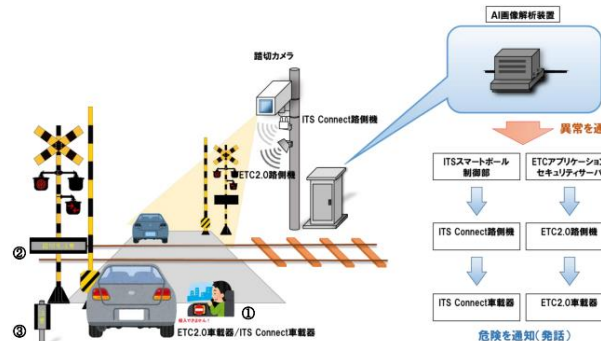 AI画像解析装置
踏切カメラ
ITS Connect路側機
ETC2.0路側機
異常を通
ITSスマートポール
制御部
ETCアプリケーション
セキュリティサーバ
ITS Connect路側機
ETC2.0路側機
②
①
③
ETC2.0車載器/ITS Connect車載器
ITS Connect車載器
ETC2.0車載器
危険を通知(発話)